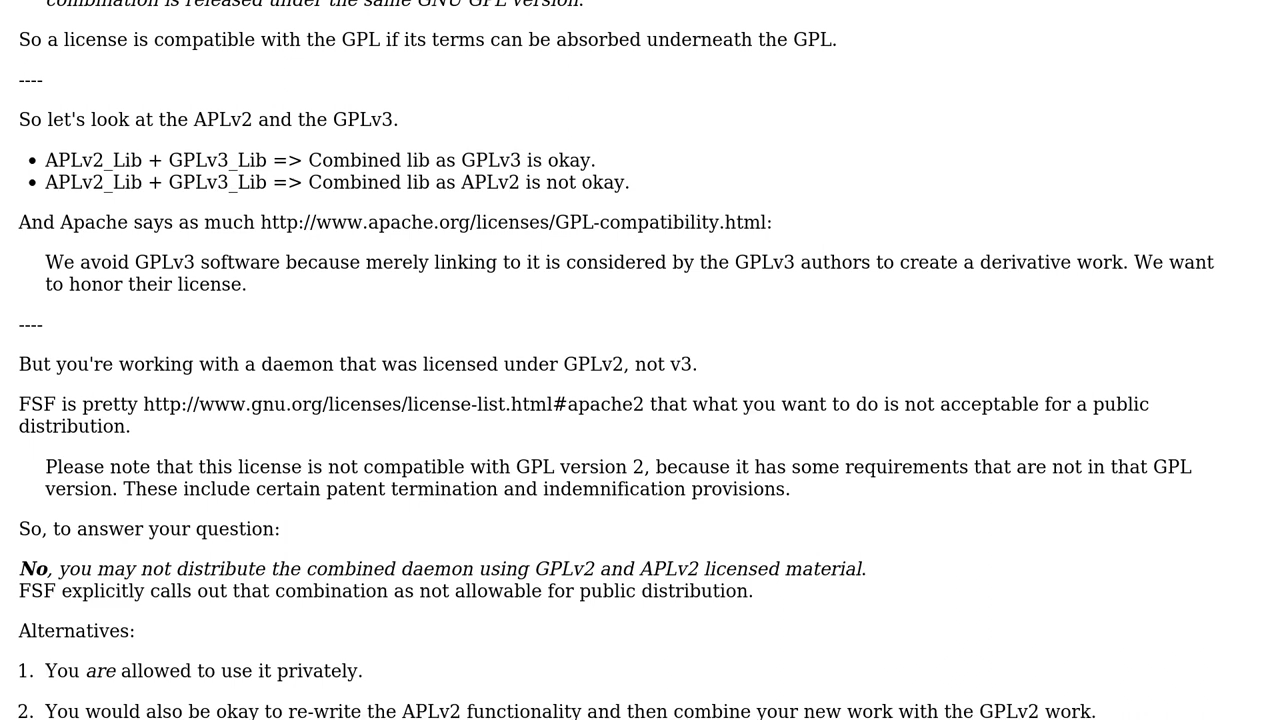 combination is released under the same GNU GPL version.
So a license is compatible with the GPL if its terms can be absorbed underneath the GPL.
----
So let's look at the APLv2 and the GPLv3.
• APLv2_Lib + GPLv3_Lib => Combined lib as GPLv3 is okay.
• APLv2_Lib + GPLv3_Lib => Combined lib as APLv2 is not okay.
And Apache says as much http://www.apache.org/licenses/GPL-compatibility.html:
We avoid GPLv3 software because merely linking to it is considered by the GPLv3 authors to create a derivative work. We want
to honor their license.
----
But you're working with a daemon that was licensed under GPLv2, not v3.
FSF is pretty http://www.gnu.org/licenses/license-list.html#apache2 that what you want to do is not acceptable for a public
distribution.
Please note that this license is not compatible with GPL version 2, because it has some requirements that are not in that GPL
version. These include certain patent termination and indemnification provisions.
So, to answer your question:
No, you may not distribute the combined daemon using GPLv2 and APLv2 licensed material.
FSF explicitly calls out that combination as not allowable for public distribution.
Alternatives:
1. You are allowed to use it privately.
2. You would also be okay to re-write the APLv2 functionality and then combine your new work with the GPLv2 work.